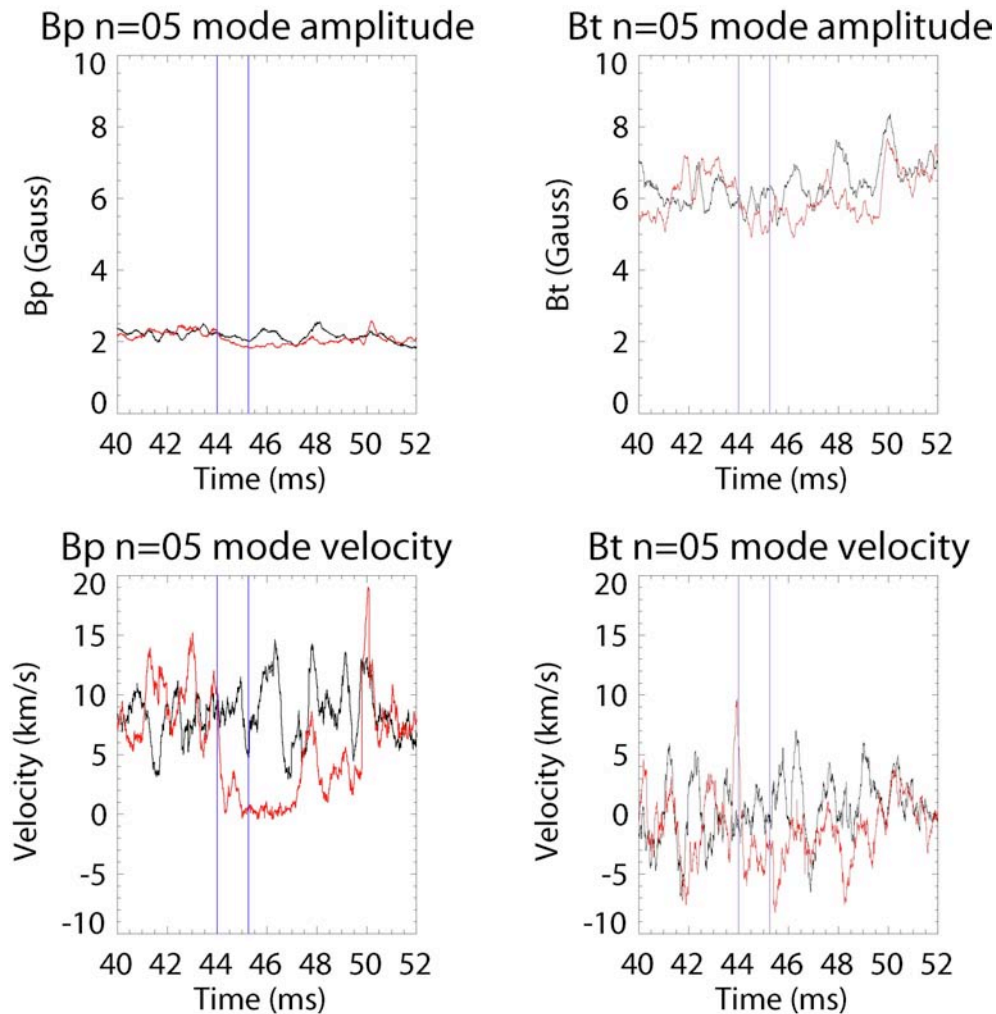 Bp n=05 mode amplitude
Bp (Gauss)
10
8
6
4
2
0
40 42 44 46 48 50 52
Time (ms)
Bt n=05 mode amplitude
Bt (Gauss)
10
8
6
4
2
0
40 42 44 46 48 50 52
Time (ms)
Bp n=05 mode velocity
Velocity (km/s)
20
15
10
5
0
-5
-10
40 42 44 46 48 50 52
Time (ms)
Bt n=05 mode velocity
Velocity (km/s)
20
15
10
5
0
-5
-10
40 42 44 46 48 50 52
Time (ms)